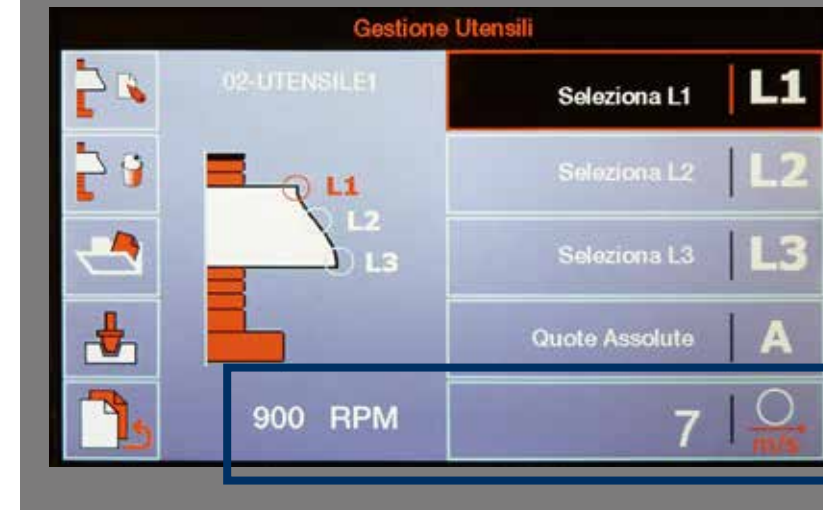 Gestione Utensili
02-UTENSILE1
L1
L2
L3
Seleziona L1 L1
Seleziona L2 L2
Seleziona L3 L3
Quote Assolute A
900 RPM
7 m/s